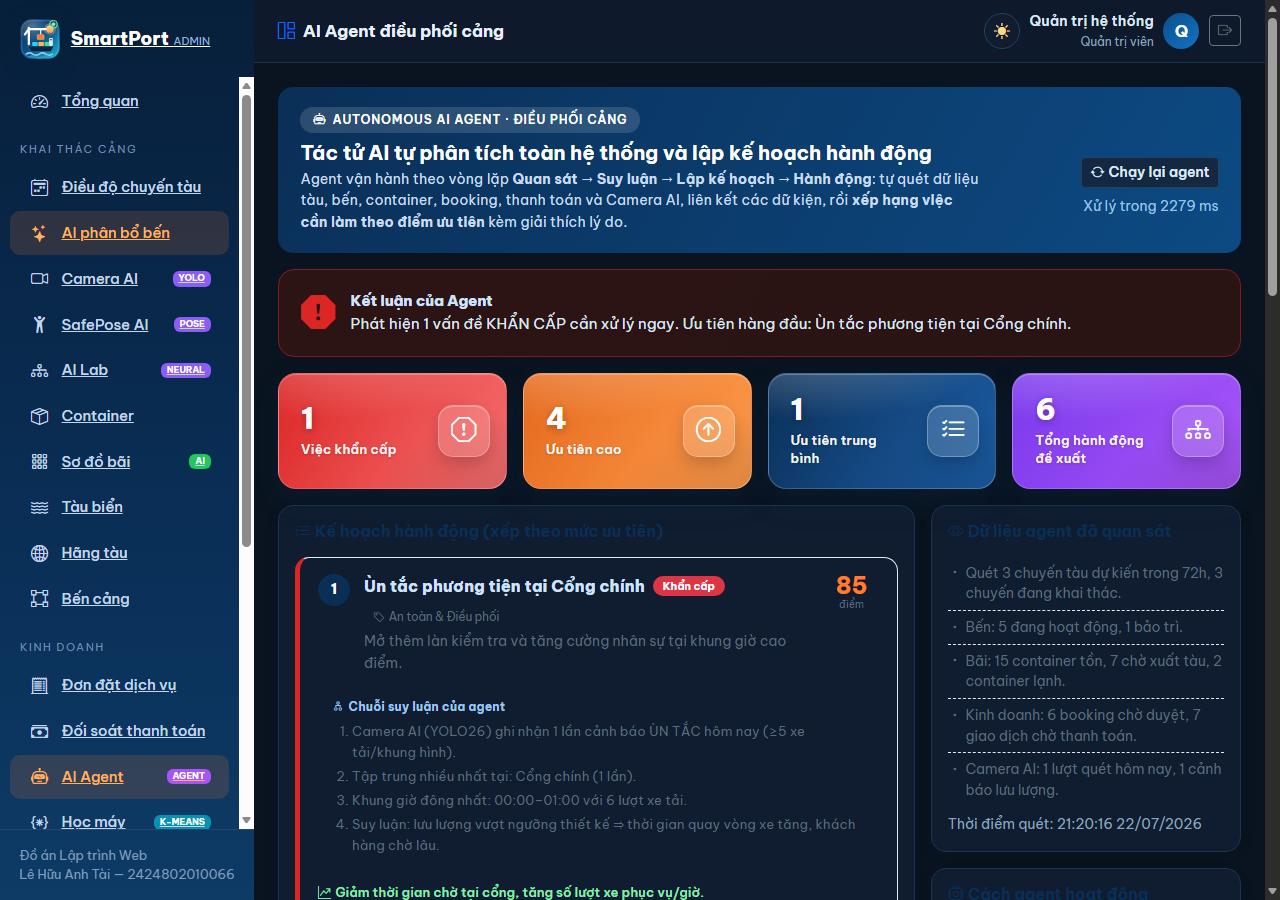 SmartPort ADMIN
AI Agent điều phối cảng
Quản trị hệ thống
Quản trị viên
Q
Tổng quan
KHAI THÁC CẢNG
Điều độ chuyến tàu
AI phân bổ bến
Camera AI YOLO
SafePose AI POSE
AI Lab NEURAL
Container
Sơ đồ bãi AI
Tàu biển
Hãng tàu
Bến cảng
KINH DOANH
Đơn đặt dịch vụ
Đối soát thanh toán
AI Agent AGENT
Học máy K-MEANS
Đồ án Lập trình Web
Lê Hữu Anh Tài — 2424802010066
AUTONOMOUS AI AGENT · ĐIỀU PHỐI CẢNG
Tác tử AI tự phân tích toàn hệ thống và lập kế hoạch hành động
Agent vận hành theo vòng lặp Quan sát → Suy luận → Lập kế hoạch → Hành động: tự quét dữ liệu
tàu, bến, container, booking, thanh toán và Camera AI, liên kết các dữ kiện, rồi xếp hạng việc
cần làm theo điểm ưu tiên kèm giải thích lý do.
Chạy lại agent
Xử lý trong 2279 ms
Kết luận của Agent
Phát hiện 1 vấn đề KHẨN CẤP cần xử lý ngay. Ưu tiên hàng đầu: Ùn tắc phương tiện tại Cổng chính.
1
Việc khẩn cấp
4
Ưu tiên cao
1
Ưu tiên trung
bình
6
Tổng hành động
đề xuất
Kế hoạch hành động (xếp theo mức ưu tiên)
1
Ùn tắc phương tiện tại Cổng chính Khẩn cấp
85
điểm
An toàn & Điều phối
Mở thêm làn kiểm tra và tăng cường nhân sự tại khung giờ cao
điểm.
Chuỗi suy luận của agent
1. Camera AI (YOLO26) ghi nhận 1 lần cảnh báo ÙN TẮC hôm nay (≥5 xe
tải/khung hình).
2. Tập trung nhiều nhất tại: Cổng chính (1 lần).
3. Khung giờ đông nhất: 00:00–01:00 với 6 lượt xe tải.
4. Suy luận: lưu lượng vượt ngưỡng thiết kế ⇒ thời gian quay vòng xe tăng, khách
hàng chờ lâu.
Giảm thời gian chờ tại cổng, tăng số lượt xe phục vụ/giờ.
Dữ liệu agent đã quan sát
· Quét 3 chuyến tàu dự kiến trong 72h, 3
chuyến đang khai thác.
· Bến: 5 đang hoạt động, 1 bảo trì.
· Bãi: 15 container tồn, 7 chờ xuất tàu, 2
container lạnh.
· Kinh doanh: 6 booking chờ duyệt, 7
giao dịch chờ thanh toán.
· Camera AI: 1 lượt quét hôm nay, 1 cảnh
báo lưu lượng.
Thời điểm quét: 21:20:16 22/07/2026
Cách agent hoạt động